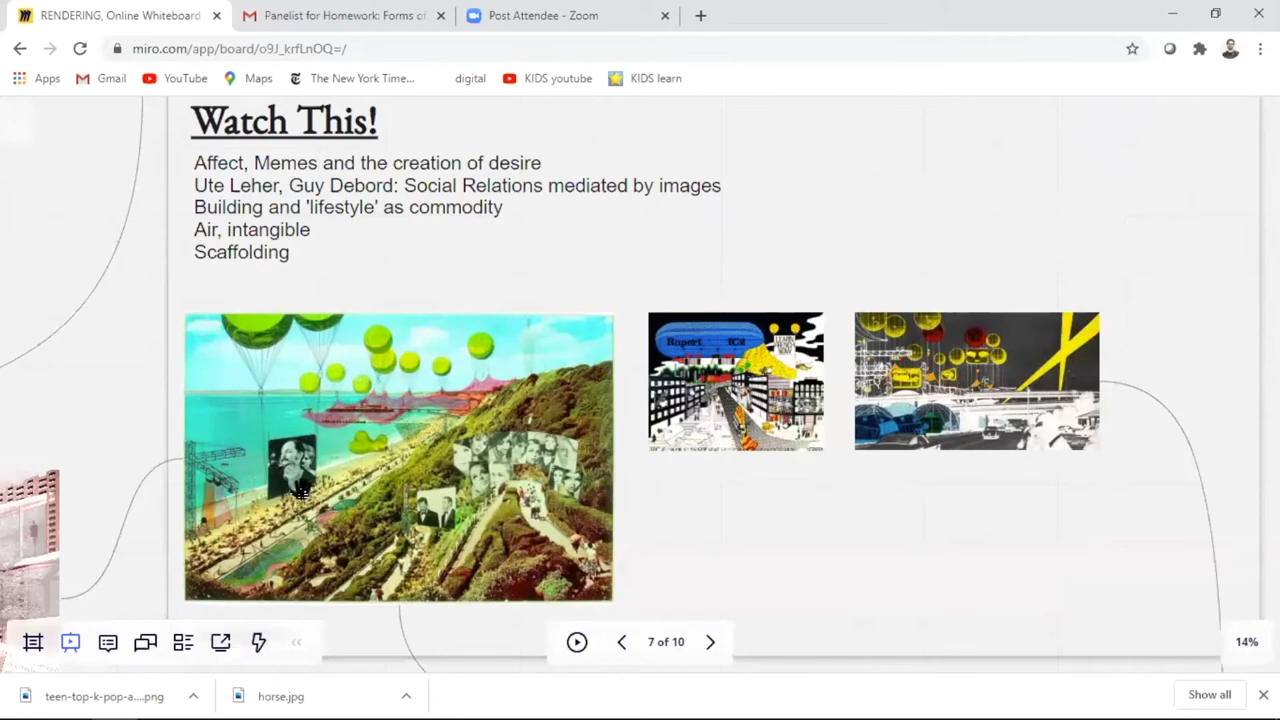 RENDERING, Online Whiteboard
Panelist for Homework: Forms of
Post Attendee - Zoom
miro.com/app/board/o9J_krfLnOQ=/
Apps
Gmail
YouTube
Maps
The New York Time...
digital
KIDS youtube
KIDS learn
Watch This!
Affect, Memes and the creation of desire
Ute Leher, Guy Debord: Social Relations mediated by images
Building and 'lifestyle' as commodity
Air, intangible
Scaffolding
7 of 10
14%
teen-top-k-pop-a....png
horse.jpg
Show all